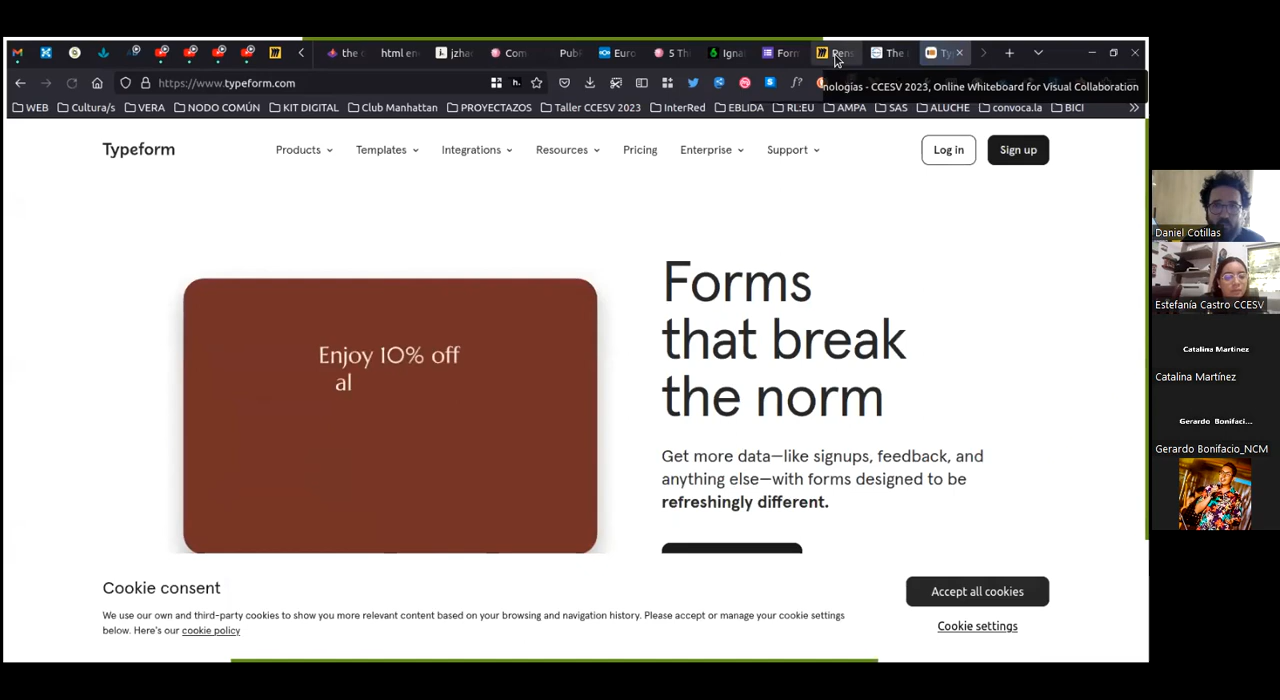 the c
html en
jzha
Com
Pub
Euro
5 Th
Igna
Form
Pens
The
Ty
https://www.typeform.com
WEB
Cultura/s
VERA
NODO COMÚN
KIT DIGITAL
Club Manhattan
PROYECTAZOS
Taller CCESV 2023
InterRed
EBLIDA
RL:EU
AMPA
SAS
ALUCHE
convoca.la
BICI
nologías - CCESV 2023, Online Whiteboard for Visual Collaboration
Typeform
Products
Templates
Integrations
Resources
Pricing
Enterprise
Support
Log in
Sign up
Enjoy 10% off
al
Forms
that break
the norm
Get more data—like signups, feedback, and
anything else—with forms designed to be
refreshingly different.
Cookie consent
We use our own and third-party cookies to show you more relevant content based on your browsing and navigation history. Please accept or manage your cookie settings
below. Here's our cookie policy
Accept all cookies
Cookie settings
Daniel Cotillas
Estefanía Castro CCESV
Catalina Martínez
Catalina Martínez
Gerardo Bonifaci...
Gerardo Bonifacio_NCM